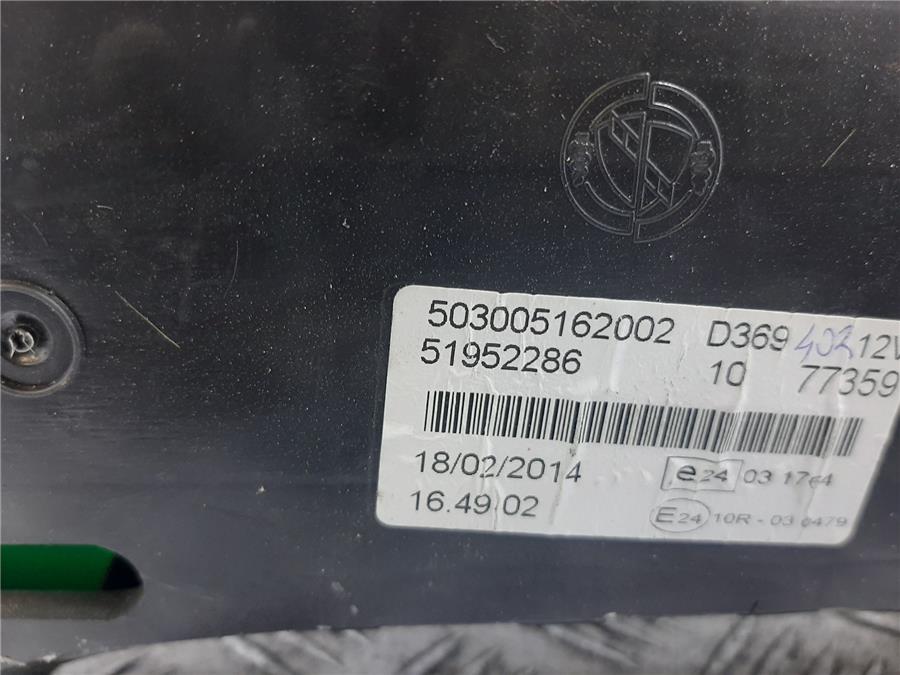 503005162002 D369 402 12V
51952286 10 77359
18/02/2014 e24 03 1764
16.49.02 E24 10R - 03 0479